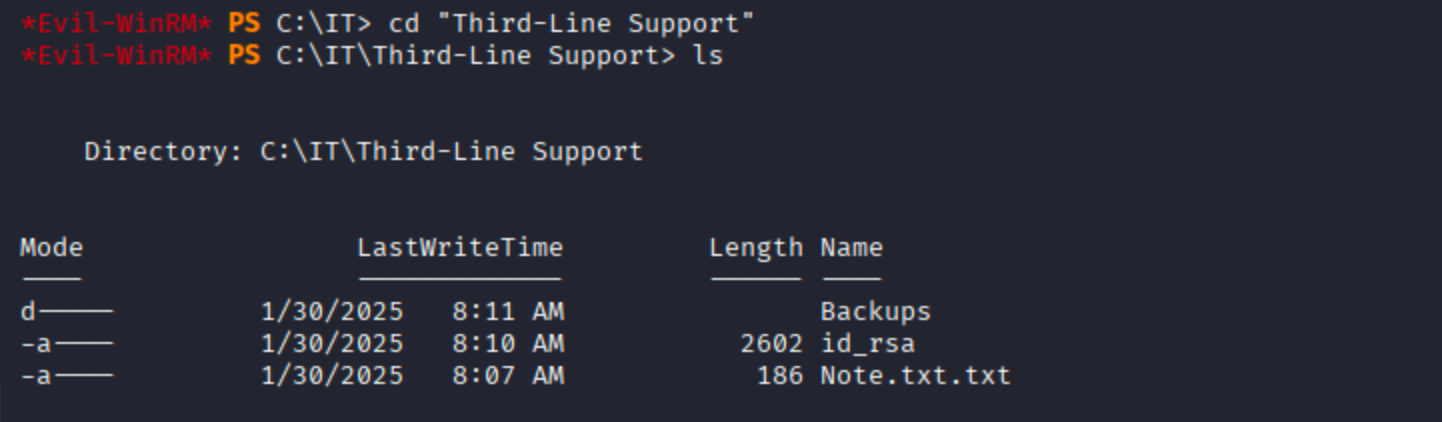 *Evil-WinRM* PS C:\IT> cd "Third-Line Support"
*Evil-WinRM* PS C:\IT\Third-Line Support> ls
Directory: C:\IT\Third-Line Support
Mode LastWriteTime Length Name
---- ------------- ------ ----
d----- 1/30/2025 8:11 AM Backups
-a---- 1/30/2025 8:10 AM 2602 id_rsa
-a---- 1/30/2025 8:07 AM 186 Note.txt.txt